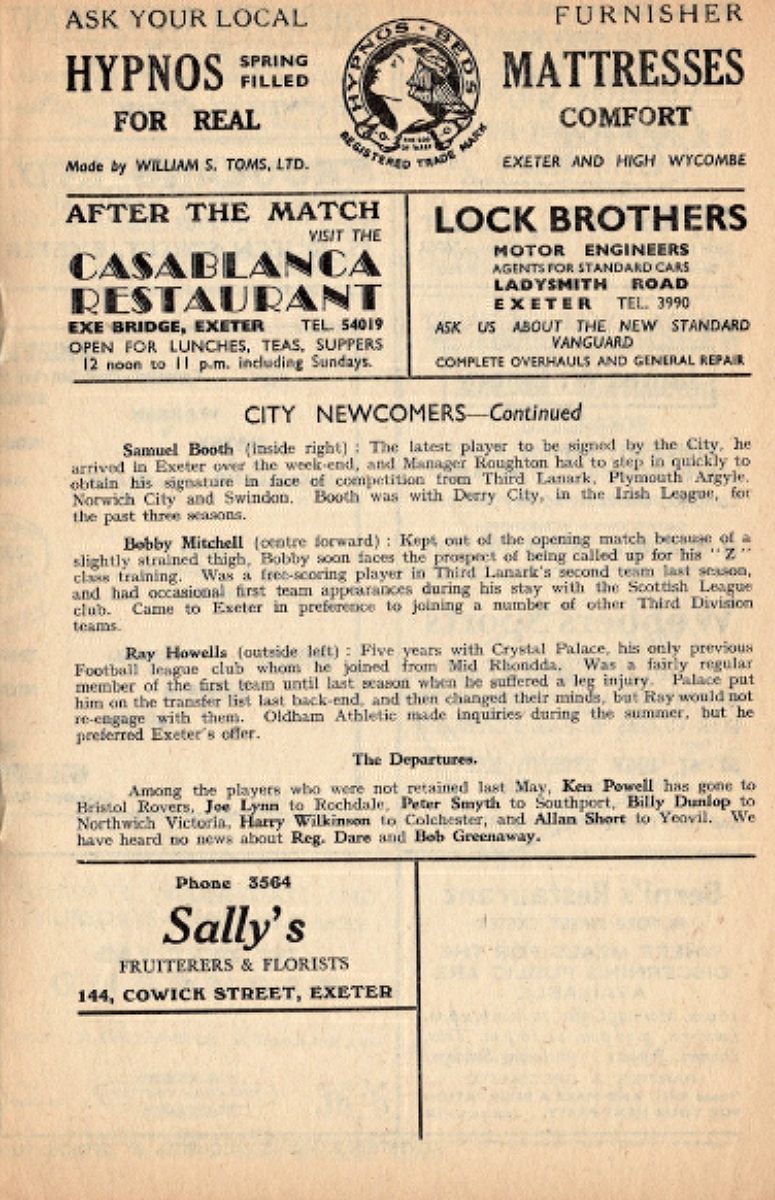 ASK YOUR LOCAL FURNISHER
HYPNOS SPRING FILLED MATTRESSES
FOR REAL COMFORT
Made by WILLIAM S. TOMS, LTD. EXETER AND HIGH WYCOMBE
HYPNOS · BEDS
REGISTERED TRADE MARK
AFTER THE MATCH
VISIT THE
CASABLANCA
RESTAURANT
EXE BRIDGE, EXETER TEL. 54019
OPEN FOR LUNCHES, TEAS, SUPPERS
12 noon to 11 p.m. including Sundays.
LOCK BROTHERS
MOTOR ENGINEERS
AGENTS FOR STANDARD CARS
LADYSMITH ROAD
EXETER TEL. 3990
ASK US ABOUT THE NEW STANDARD
VANGUARD
COMPLETE OVERHAULS AND GENERAL REPAIR
CITY NEWCOMERS—Continued
Samuel Booth (inside right) : The latest player to be signed by the City, he
arrived in Exeter over the week-end, and Manager Roughton had to step in quickly to
obtain his signature in face of competition from Third Lanark, Plymouth Argyle,
Norwich City and Swindon. Booth was with Derry City, in the Irish League, for
the past three seasons.
Bobby Mitchell (centre forward) : Kept out of the opening match because of a
slightly strained thigh, Bobby soon faces the prospect of being called up for his " Z "
class training. Was a free-scoring player in Third Lanark's second team last season,
and had occasional first team appearances during his stay with the Scottish League
club. Came to Exeter in preference to joining a number of other Third Division
teams.
Ray Howells (outside left) : Five years with Crystal Palace, his only previous
Football league club whom he joined from Mid Rhondda. Was a fairly regular
member of the first team until last season when he suffered a leg injury. Palace put
him on the transfer list last back-end, and then changed their minds, but Ray would not
re-engage with them. Oldham Athletic made inquiries during the summer, but he
preferred Exeter's offer.
The Departures.
Among the players who were not retained last May, Ken Powell has gone to
Bristol Rovers, Joe Lynn to Rochdale, Peter Smyth to Southport, Billy Dunlop to
Northwich Victoria, Harry Wilkinson to Colchester, and Allan Short to Yeovil. We
have heard no news about Reg. Dare and Bob Greenaway.
Phone 3564
Sally's
FRUITERERS & FLORISTS
144, COWICK STREET, EXETER